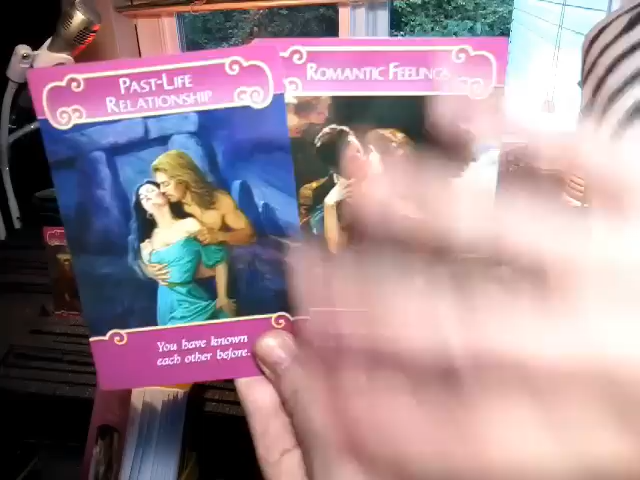 Past-Life
Relationship
You have known
each other before.
Romantic Feelings